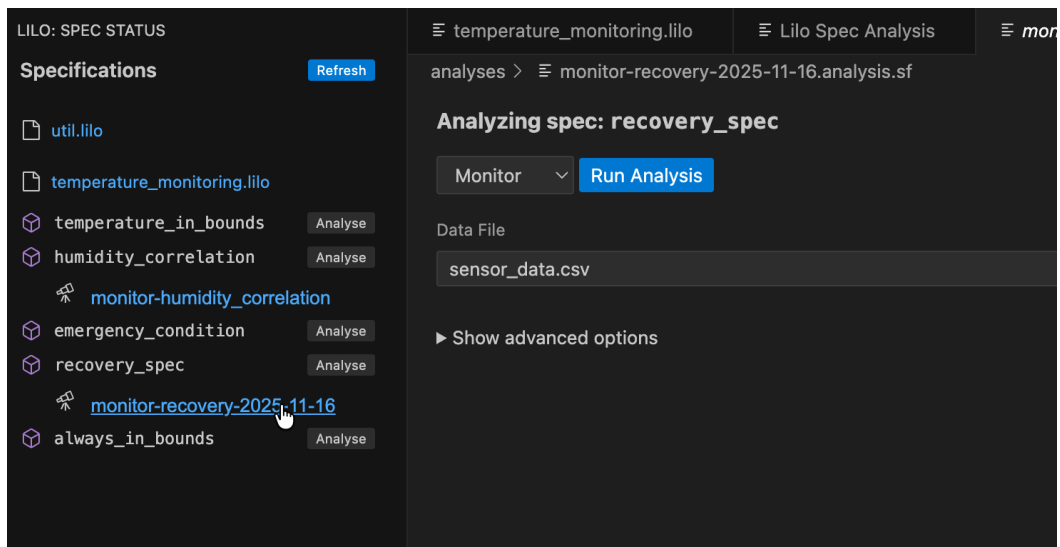 LILO: SPEC STATUS
Specifications
Refresh
util.lilo
temperature_monitoring.lilo
temperature_in_bounds
Analyse
humidity_correlation
Analyse
monitor-humidity_correlation
emergency_condition
Analyse
recovery_spec
Analyse
monitor-recovery-2025-11-16
always_in_bounds
Analyse
temperature_monitoring.lilo
Lilo Spec Analysis
mon
analyses > monitor-recovery-2025-11-16.analysis.sf
Analyzing spec: recovery_spec
Monitor
Run Analysis
Data File
sensor_data.csv
Show advanced options